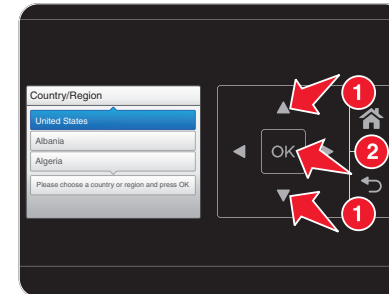 Country/Region
United States
Albania
Algeria
Please choose a country or region and press OK
1
OK
2
1